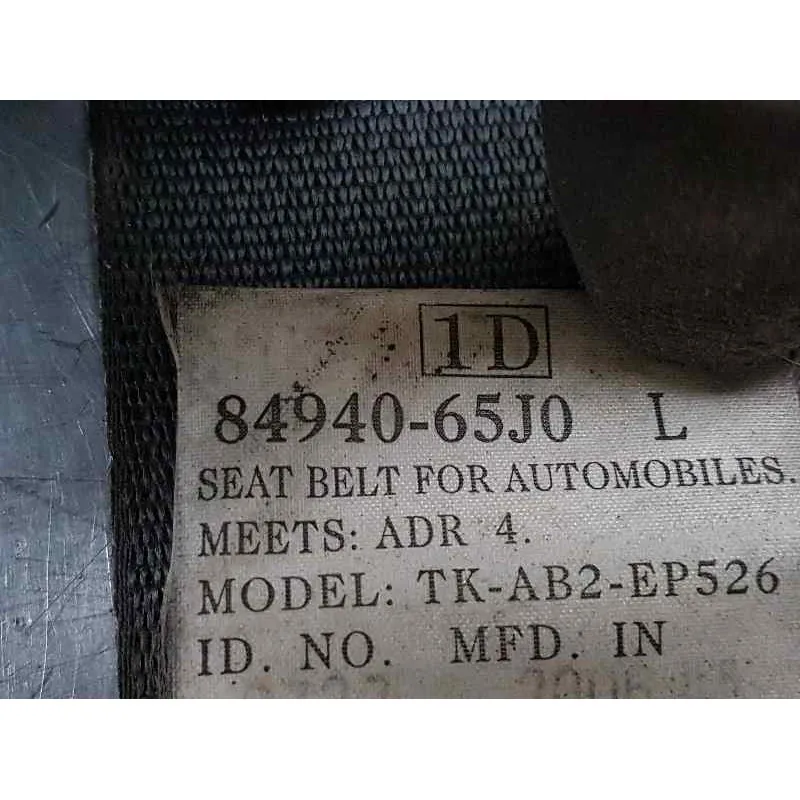 1D
84940-65J0 L
SEAT BELT FOR AUTOMOBILES.
MEETS: ADR 4.
MODEL: TK-AB2-EP526
ID. NO. MFD. IN